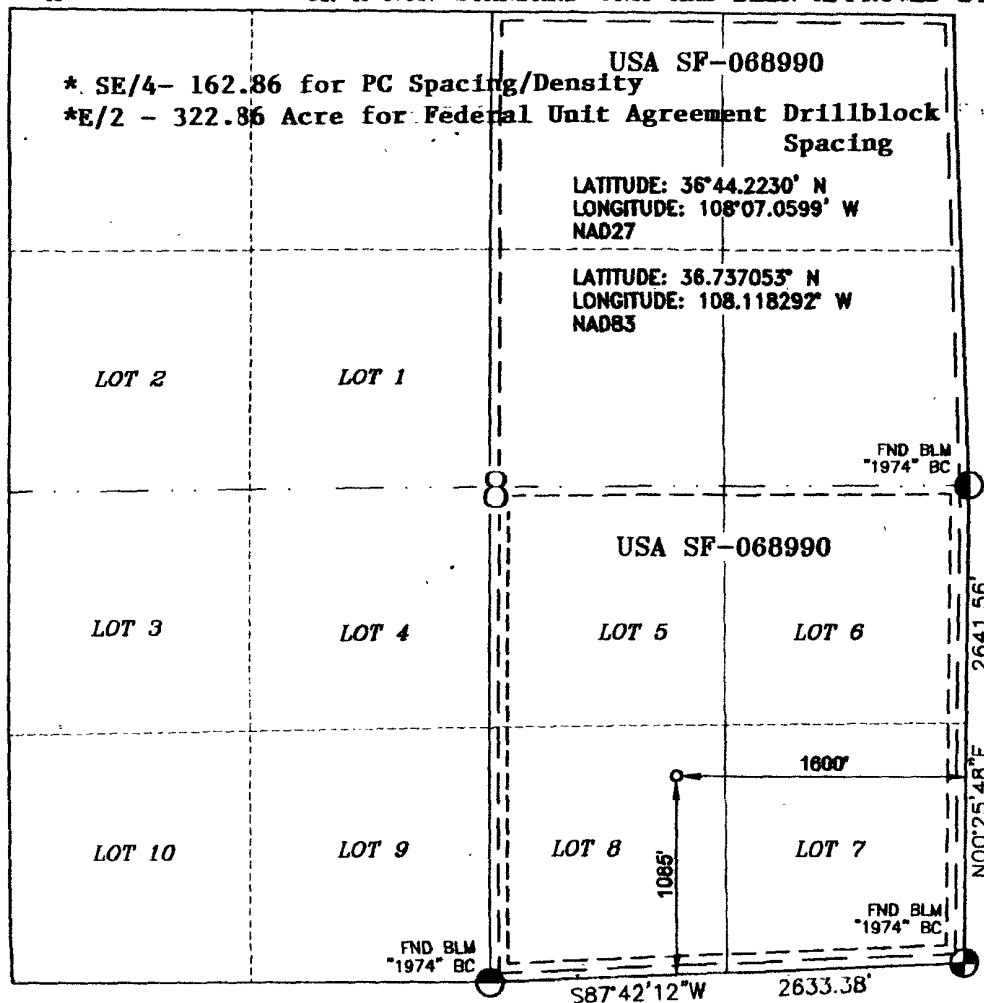 * SE/4- 162.86 for PC Spacing/Density
*E/2 - 322.86 Acre for Federal Unit Agreement Drillblock
Spacing
USA SF-068990
LATITUDE: 36°44.2230' N
LONGITUDE: 108°07.0599' W
NAD27
LATITUDE: 36.737053° N
LONGITUDE: 108.118292° W
NAD83
LOT 2
LOT 1
FND BLM
"1974" BC
8
USA SF-068990
LOT 3
LOT 4
LOT 5
LOT 6
2641.56'
N00°25'48"E
1600'
1085'
LOT 10
LOT 9
LOT 8
LOT 7
FND BLM
"1974" BC
FND BLM
"1974" BC
S87°42'12"W
2633.38'